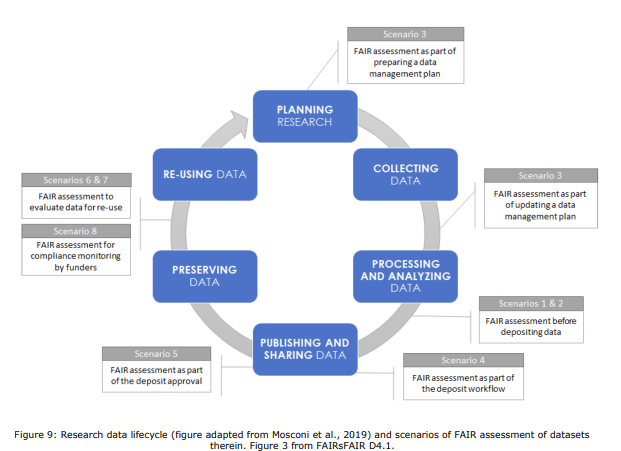 Scenario 3
FAIR assessment as part of
preparing a data
management plan
PLANNING
RESEARCH
COLLECTING
DATA
Scenario 3
FAIR assessment as part
of updating a data
management plan
PROCESSING
AND ANALYZING
DATA
Scenarios 1 & 2
FAIR assessment before
depositing data
Scenario 4
FAIR assessment as part of
the deposit workflow
PUBLISHING AND
SHARING DATA
Scenario 5
FAIR assessment as part
of the deposit approval
PRESERVING
DATA
Scenarios 6 & 7
FAIR assessment to
evaluate data for re-use
Scenario 8
FAIR assessment for
compliance monitoring
by funders
RE-USING DATA
Figure 9: Research data lifecycle (figure adapted from Mosconi et al., 2019) and scenarios of FAIR assessment of datasets
therein. Figure 3 from FAIRsFAIR D4.1.